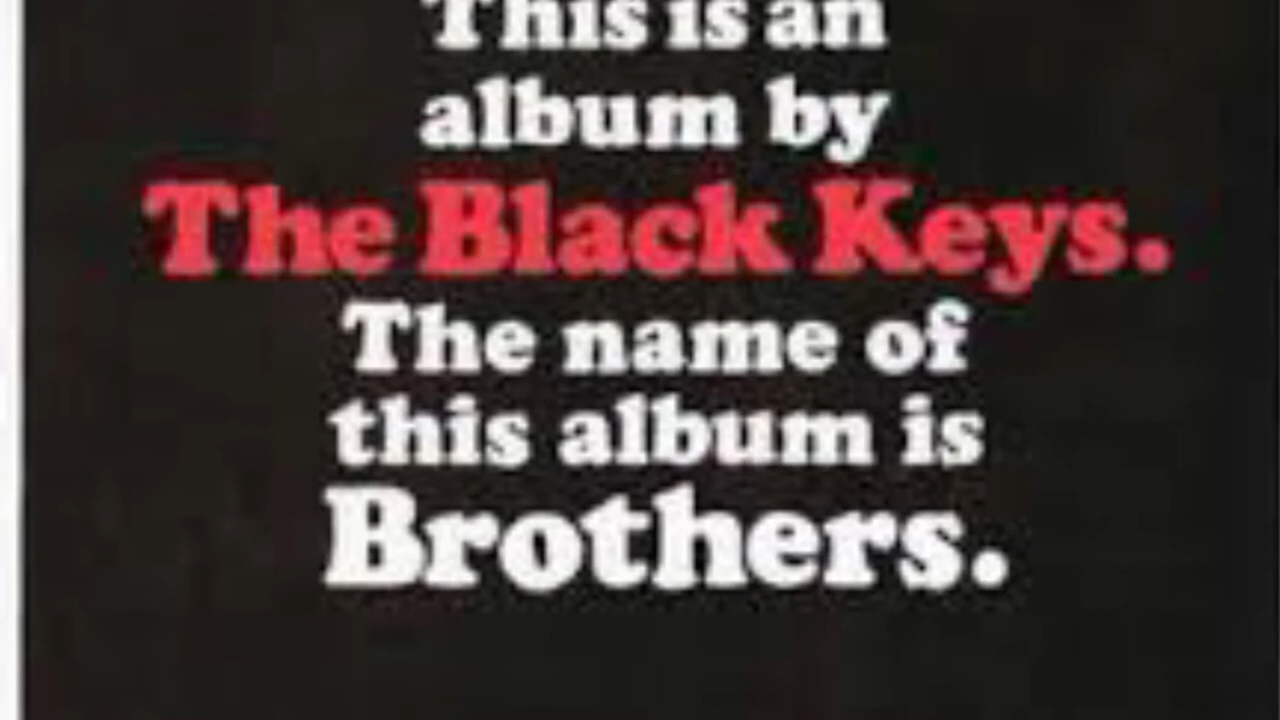 This is an
album by
The Black Keys.
The name of
this album is
Brothers.